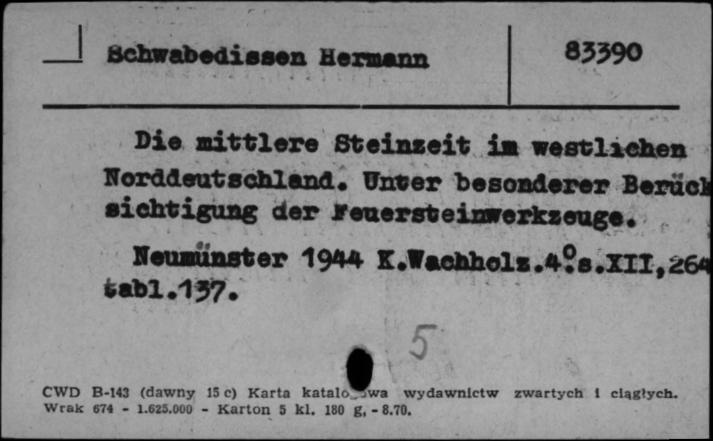 Schwabedissen Hermann 83390
Die mittlere Steinzeit im westlichen
Norddeutschland. Unter besonderer Berück
sichtigung der Feuersteinwerkzeuge.
Neumünster 1944 K.Wachholz.4°.s.XII,264
tabl.137.
5
CWD B-143 (dawny 15 c) Karta katalogowa wydawnictw zwartych i ciągłych.
Wrak 674 - 1.625.000 - Karton 5 kl. 180 g, - 8.70.